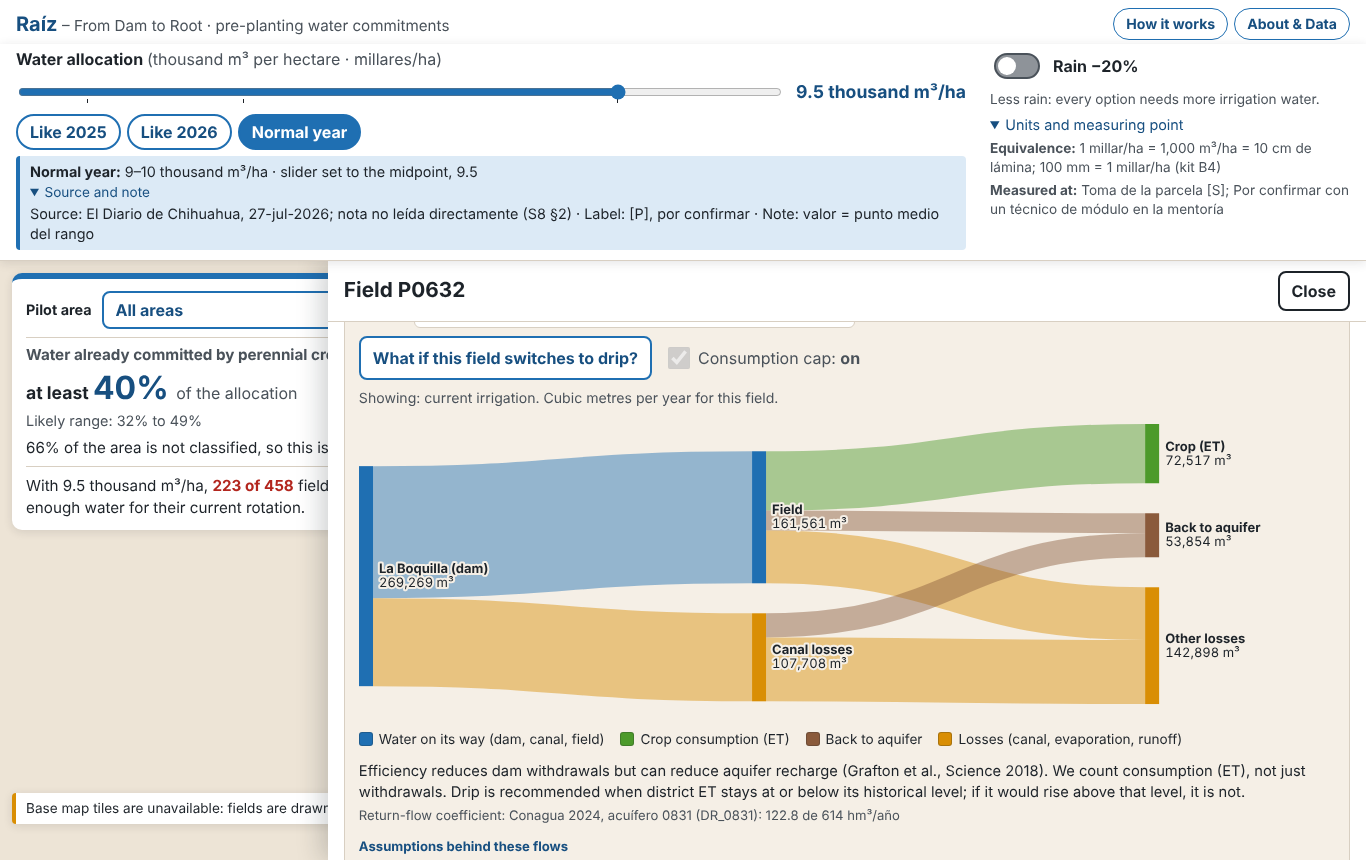 Raíz – From Dam to Root · pre-planting water commitments
How it works
About & Data
Water allocation (thousand m³ per hectare · millares/ha)
9.5 thousand m³/ha
Like 2025
Like 2026
Normal year
Normal year: 9–10 thousand m³/ha · slider set to the midpoint, 9.5
▼ Source and note
Source: El Diario de Chihuahua, 27-jul-2026; nota no leída directamente (S8 §2) · Label: [P], por confirmar · Note: valor = punto medio
del rango
Rain −20%
Less rain: every option needs more irrigation water.
▼ Units and measuring point
Equivalence: 1 millar/ha = 1,000 m³/ha = 10 cm de
lámina; 100 mm = 1 millar/ha (kit B4)
Measured at: Toma de la parcela [S]; Por confirmar con
un técnico de módulo en la mentoría
Pilot area
All areas
Water already committed by perennial
at least 40% of the allocation
Likely range: 32% to 49%
66% of the area is not classified, so this is
With 9.5 thousand m³/ha, 223 of 458 field
enough water for their current rotation.
Base map tiles are unavailable: fields are drawn
Field P0632
Close
What if this field switches to drip?
Consumption cap: on
Showing: current irrigation. Cubic metres per year for this field.
La Boquilla (dam)
269,269 m³
Field
161,561 m³
Canal losses
107,708 m³
Crop (ET)
72,517 m³
Back to aquifer
53,854 m³
Other losses
142,898 m³
Water on its way (dam, canal, field)
Crop consumption (ET)
Back to aquifer
Losses (canal, evaporation, runoff)
Efficiency reduces dam withdrawals but can reduce aquifer recharge (Grafton et al., Science 2018). We count consumption (ET), not just
withdrawals. Drip is recommended when district ET stays at or below its historical level; if it would rise above that level, it is not.
Return-flow coefficient: Conagua 2024, acuífero 0831 (DR_0831): 122.8 de 614 hm³/año
Assumptions behind these flows